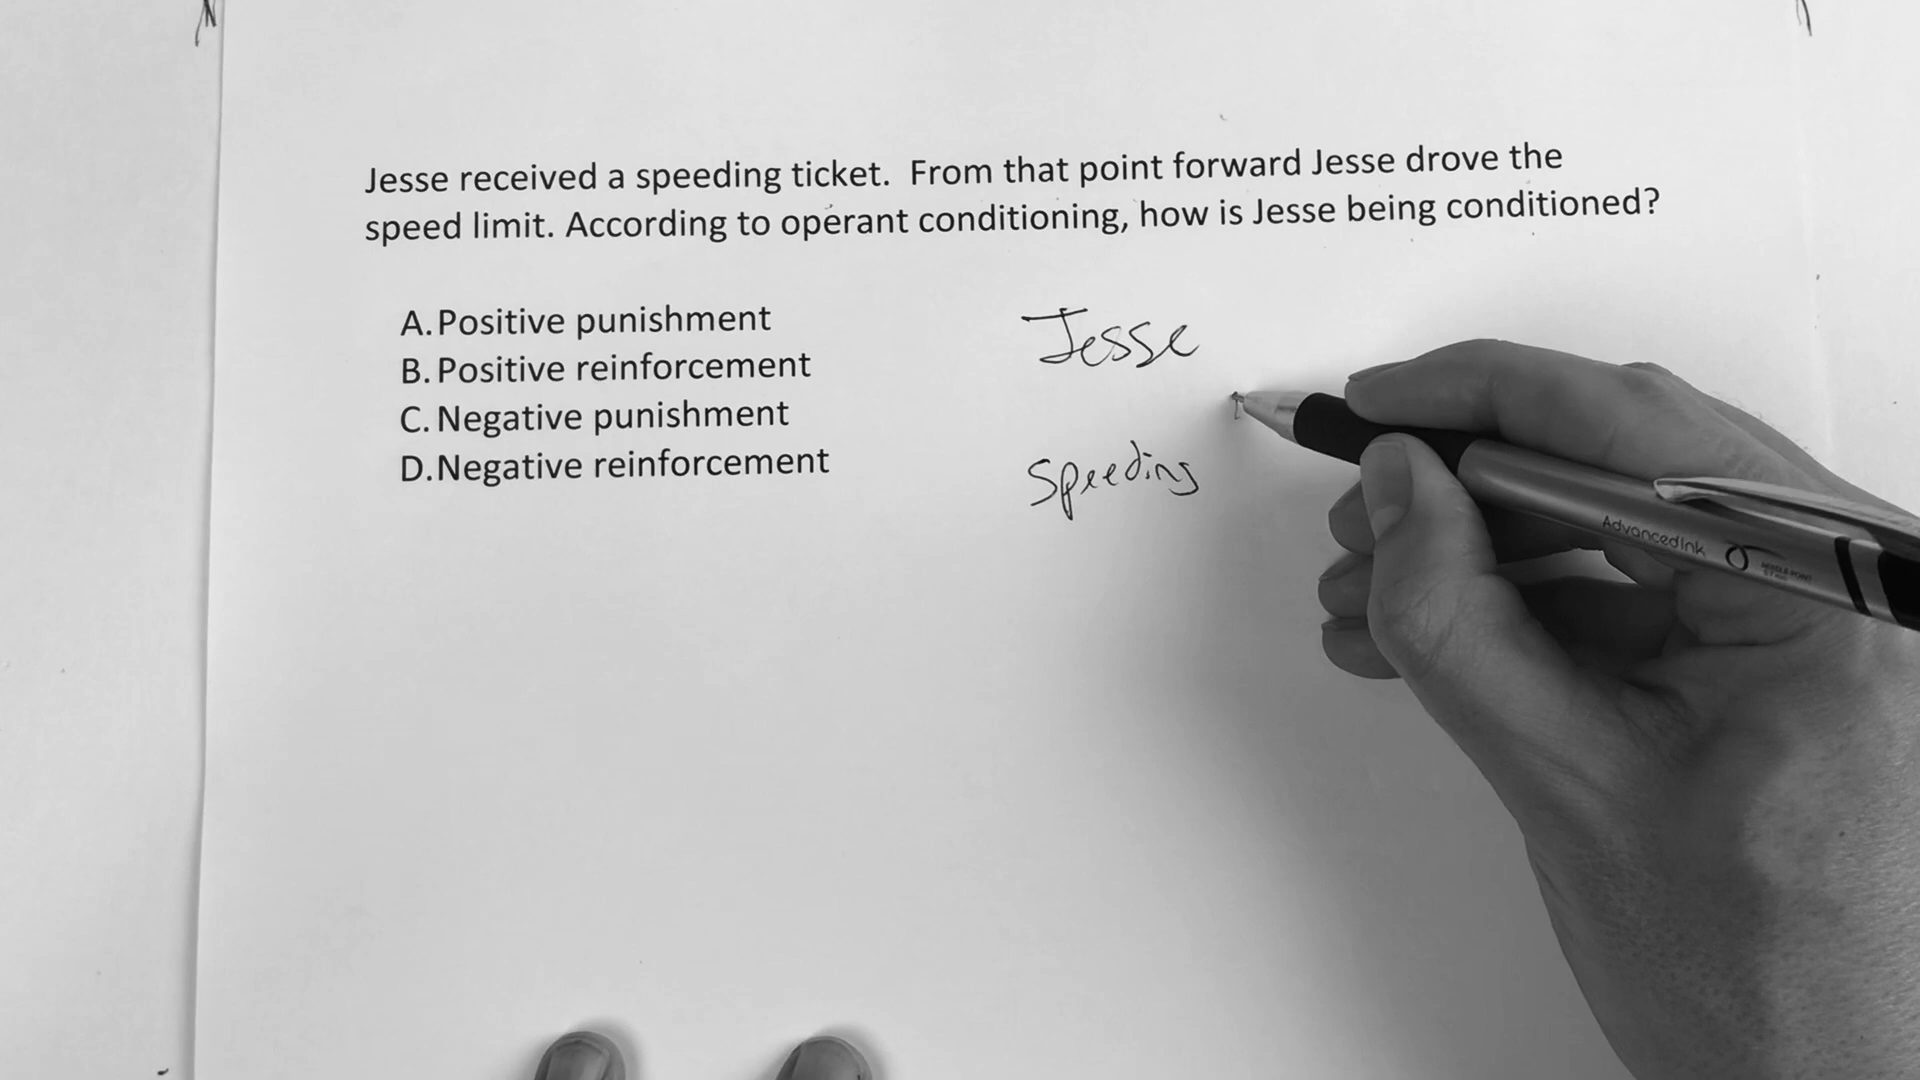 Jesse received a speeding ticket.  From that point forward Jesse drove the
speed limit. According to operant conditioning, how is Jesse being conditioned?
A. Positive punishment
B. Positive reinforcement
C. Negative punishment
D. Negative reinforcement
Jesse
Speeding
AdvancedInk